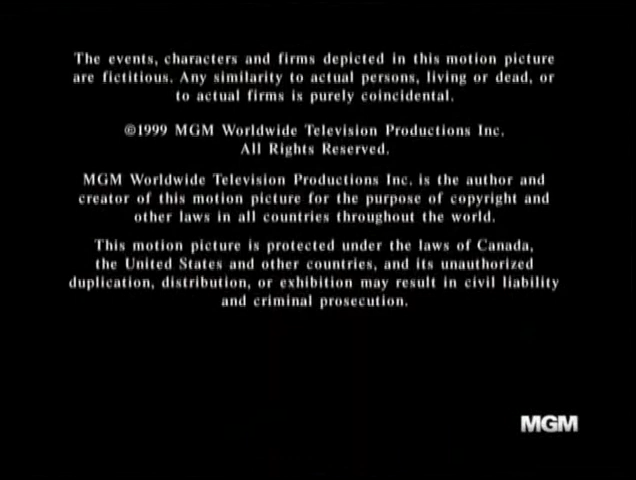 The events, characters and firms depicted in this motion picture
are fictitious. Any similarity to actual persons, living or dead, or
to actual firms is purely coincidental.
©1999 MGM Worldwide Television Productions Inc.
All Rights Reserved.
MGM Worldwide Television Productions Inc. is the author and
creator of this motion picture for the purpose of copyright and
other laws in all countries throughout the world.
This motion picture is protected under the laws of Canada,
the United States and other countries, and its unauthorized
duplication, distribution, or exhibition may result in civil liability
and criminal prosecution.
MGM